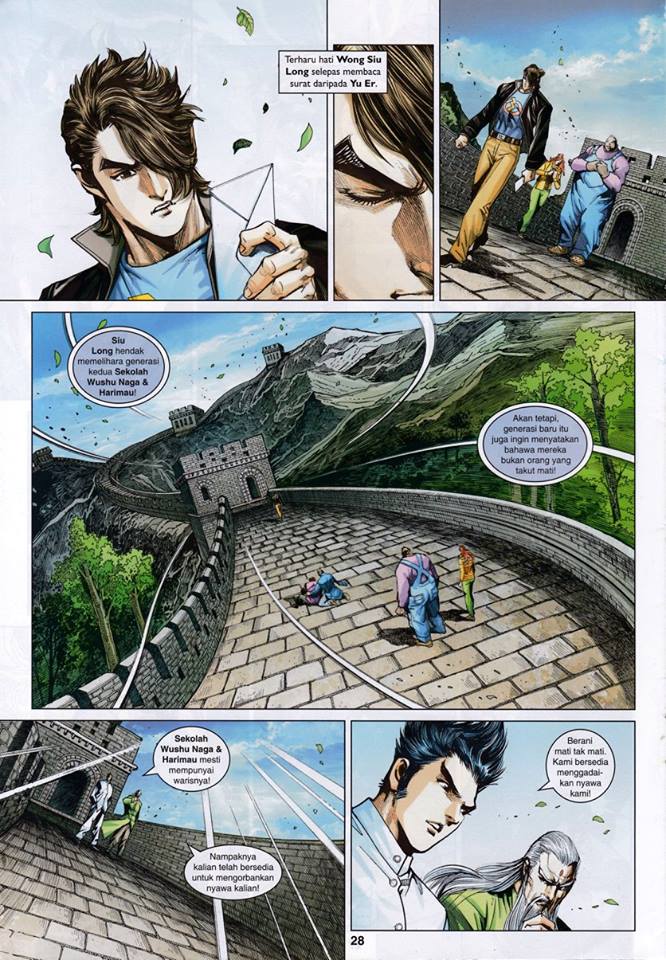 Terharu hati Wong Siu
Long selepas membaca
surat daripada Yu Er.
Siu
Long hendak
memelihara generasi
kedua Sekolah
Wushu Naga &
Harimau!
Akan tetapi,
generasi baru itu
juga ingin menyatakan
bahawa mereka
bukan orang yang
takut mati!
Sekolah
Wushu Naga &
Harimau mesti
mempunyai
warisnya!
Nampaknya
kalian telah bersedia
untuk mengorbankan
nyawa kalian!
Berani
mati tak mati.
Kami bersedia
menggadai-
kan nyawa
kami!
28